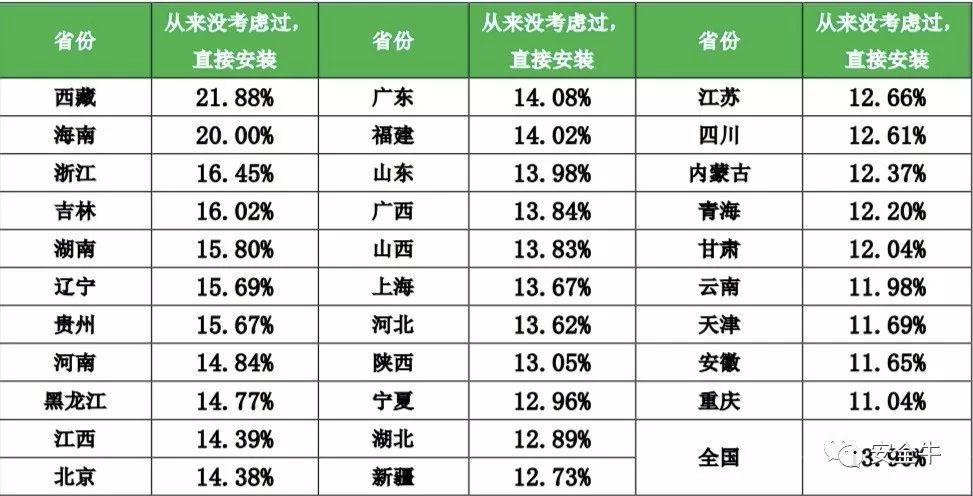 省份 从来没考虑过，直接安装 省份 从来没考虑过，直接安装 省份 从来没考虑过，直接安装
西藏 21.88% 广东 14.08% 江苏 12.66%
海南 20.00% 福建 14.02% 四川 12.61%
浙江 16.45% 山东 13.98% 内蒙古 12.37%
吉林 16.02% 广西 13.84% 青海 12.20%
湖南 15.80% 山西 13.83% 甘肃 12.04%
辽宁 15.69% 上海 13.67% 云南 11.98%
贵州 15.67% 河北 13.62% 天津 11.69%
河南 14.84% 陕西 13.05% 安徽 11.65%
黑龙江 14.77% 宁夏 12.96% 重庆 11.04%
江西 14.39% 湖北 12.89% 全国
北京 14.38% 新疆 12.73%
安全牛